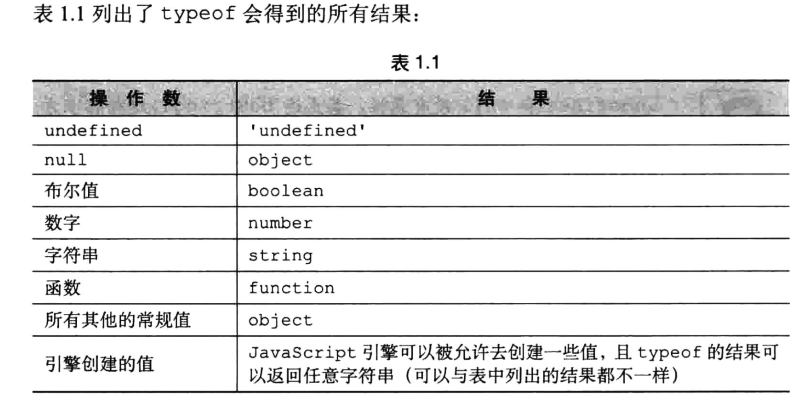 表 1.1 列出了 typeof 会得到的所有结果：
表 1.1
操 作 数 结 果
undefined 'undefined'
null object
布尔值 boolean
数字 number
字符串 string
函数 function
所有其他的常规值 object
引擎创建的值 JavaScript 引擎可以被允许去创建一些值，且 typeof 的结果可
以返回任意字符串（可以与表中列出的结果都不一样）